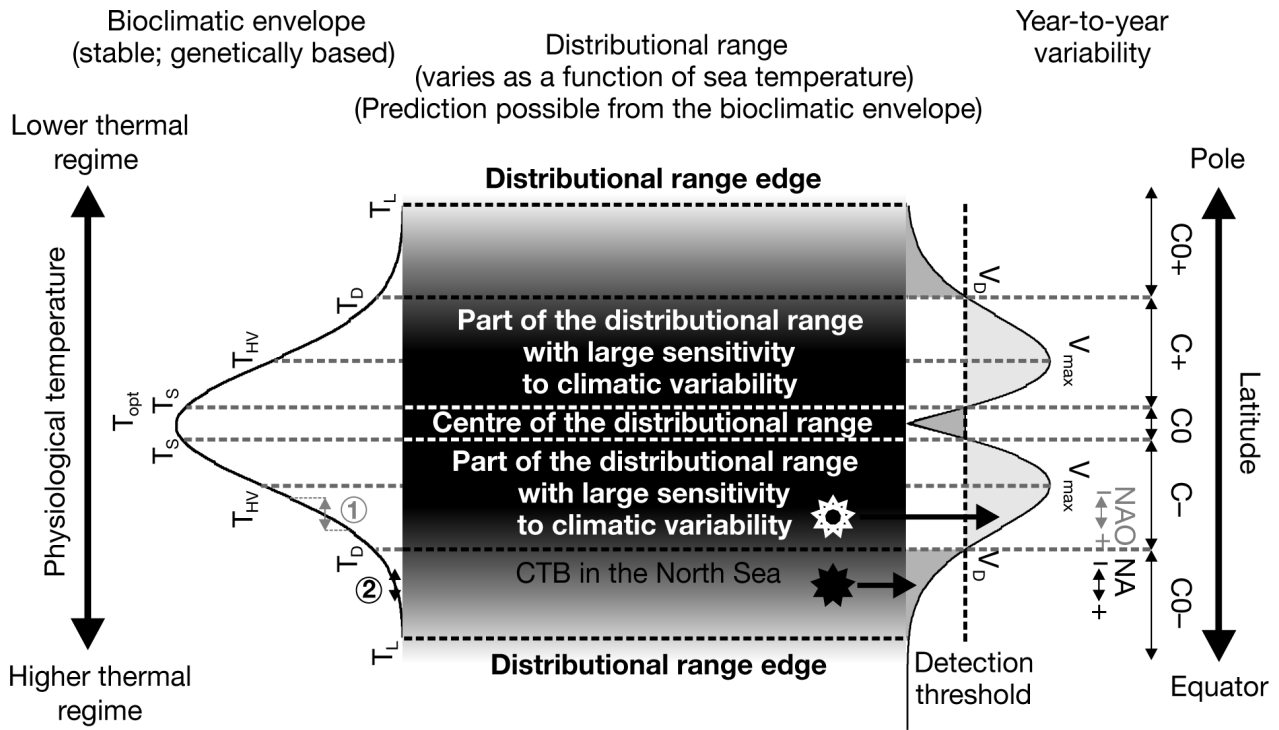 Bioclimatic envelope
(stable; genetically based)
Distributional range
(varies as a function of sea temperature)
(Prediction possible from the bioclimatic envelope)
Year-to-year
variability
Lower thermal
regime
Pole
Distributional range edge
T_L
C0+
T_D
V_D
Part of the distributional range
with large sensitivity
to climatic variability
T_HV
V_max
C+
Physiological temperature
Latitude
T_opt
T_S
Centre of the distributional range
C0
T_S
Part of the distributional range
with large sensitivity
to climatic variability
T_HV
V_max
C–
1
NAO
– +
T_D
V_D
CTB in the North Sea
2
NA
– +
C0–
T_L
Distributional range edge
Detection
threshold
Higher thermal
regime
Equator